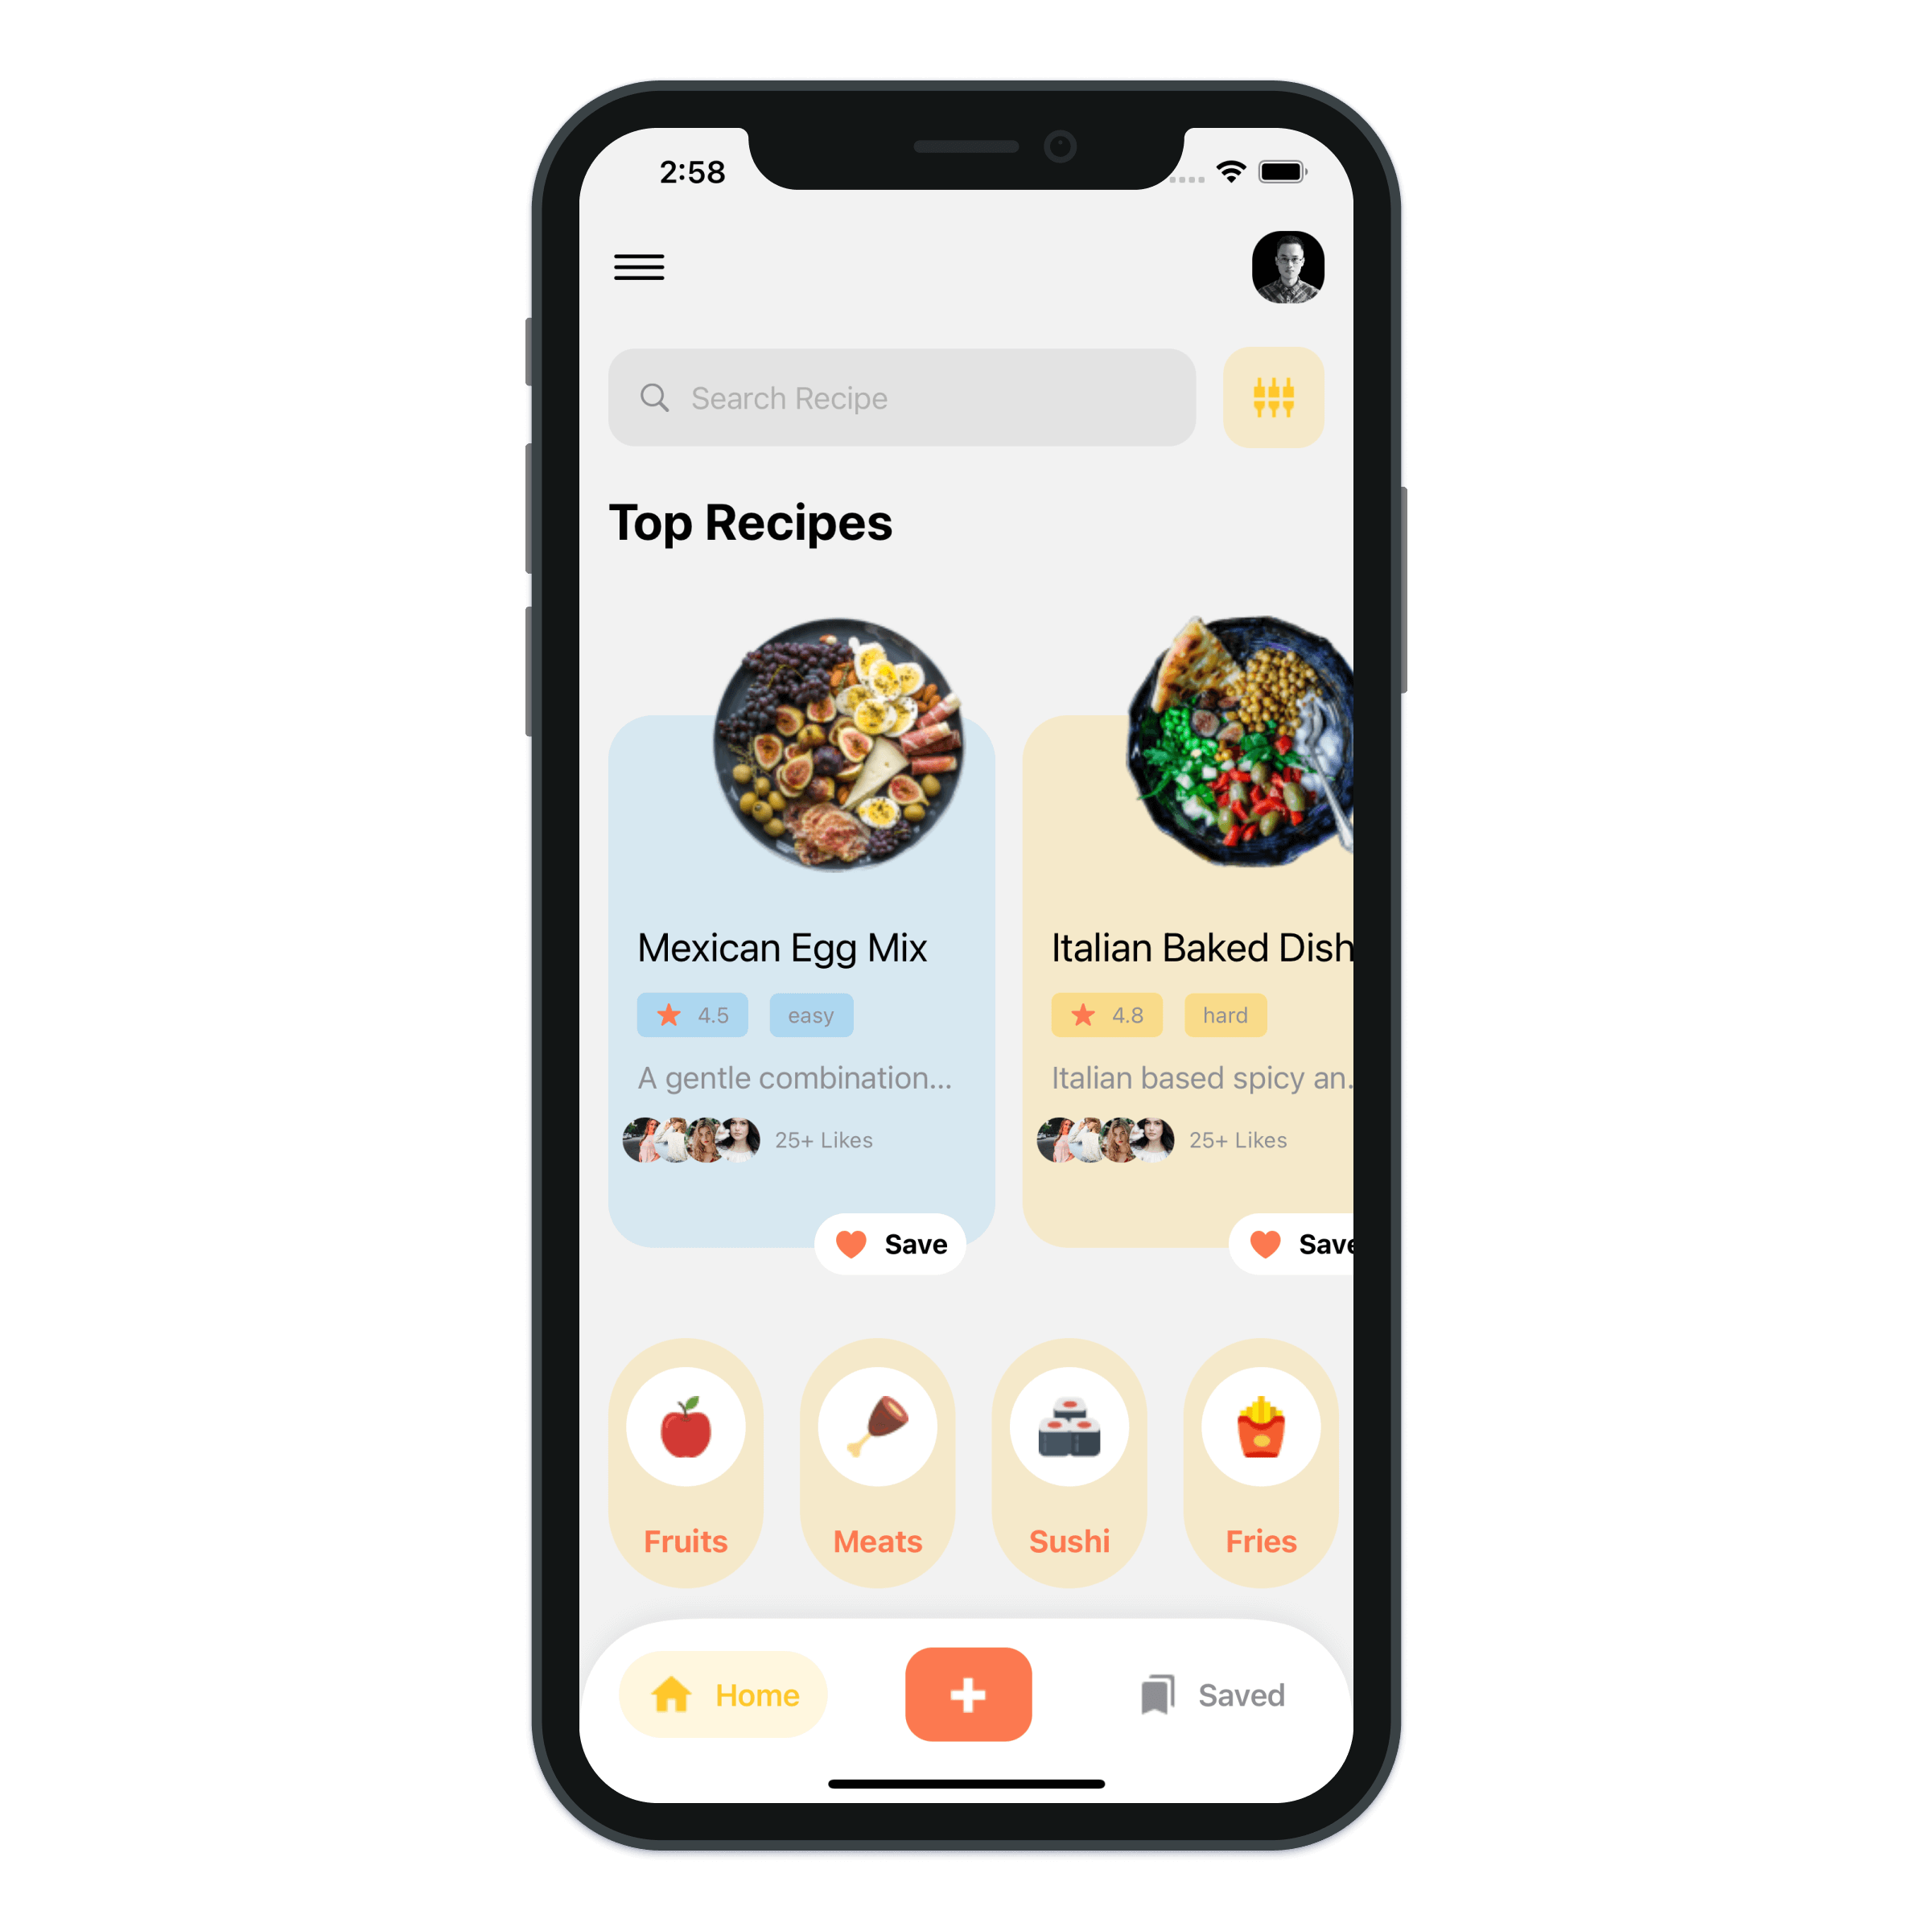 2:58
Search Recipe
Top Recipes
Mexican Egg Mix
4.5 easy
A gentle combination...
25+ Likes
Save
Italian Baked Dish
4.8 hard
Italian based spicy an.
25+ Likes
Save
Fruits Meats Sushi Fries
Home Saved